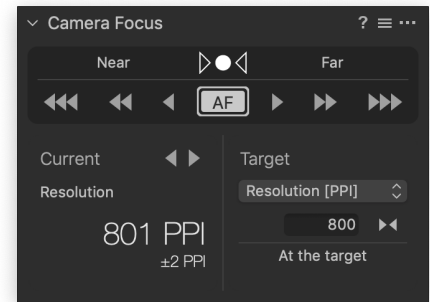 Camera Focus ?
Near Far
AF
Current Target
Resolution Resolution [PPI]
801 PPI 800
±2 PPI At the target